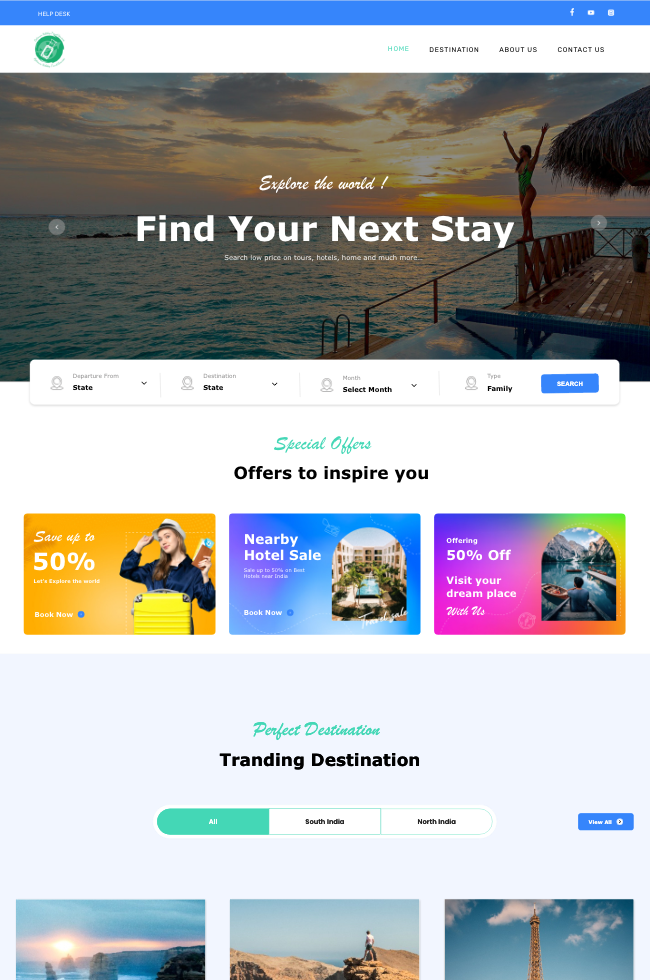 HELP DESK
HOME DESTINATION ABOUT US CONTACT US
Explore the world !
Find Your Next Stay
Search low price on tours, hotels, home and much more...
Departure From
State
Destination
State
Month
Select Month
Type
Family
SEARCH
Special Offers
Offers to inspire you
Save up to
50%
Let's Explore the world
Book Now
Nearby
Hotel Sale
Sale up to 50% on Best
Hotels near India
Book Now
Travel sale
Offering
50% Off
Visit your
dream place
With Us
Perfect Destination
Tranding Destination
All South India North India
View All